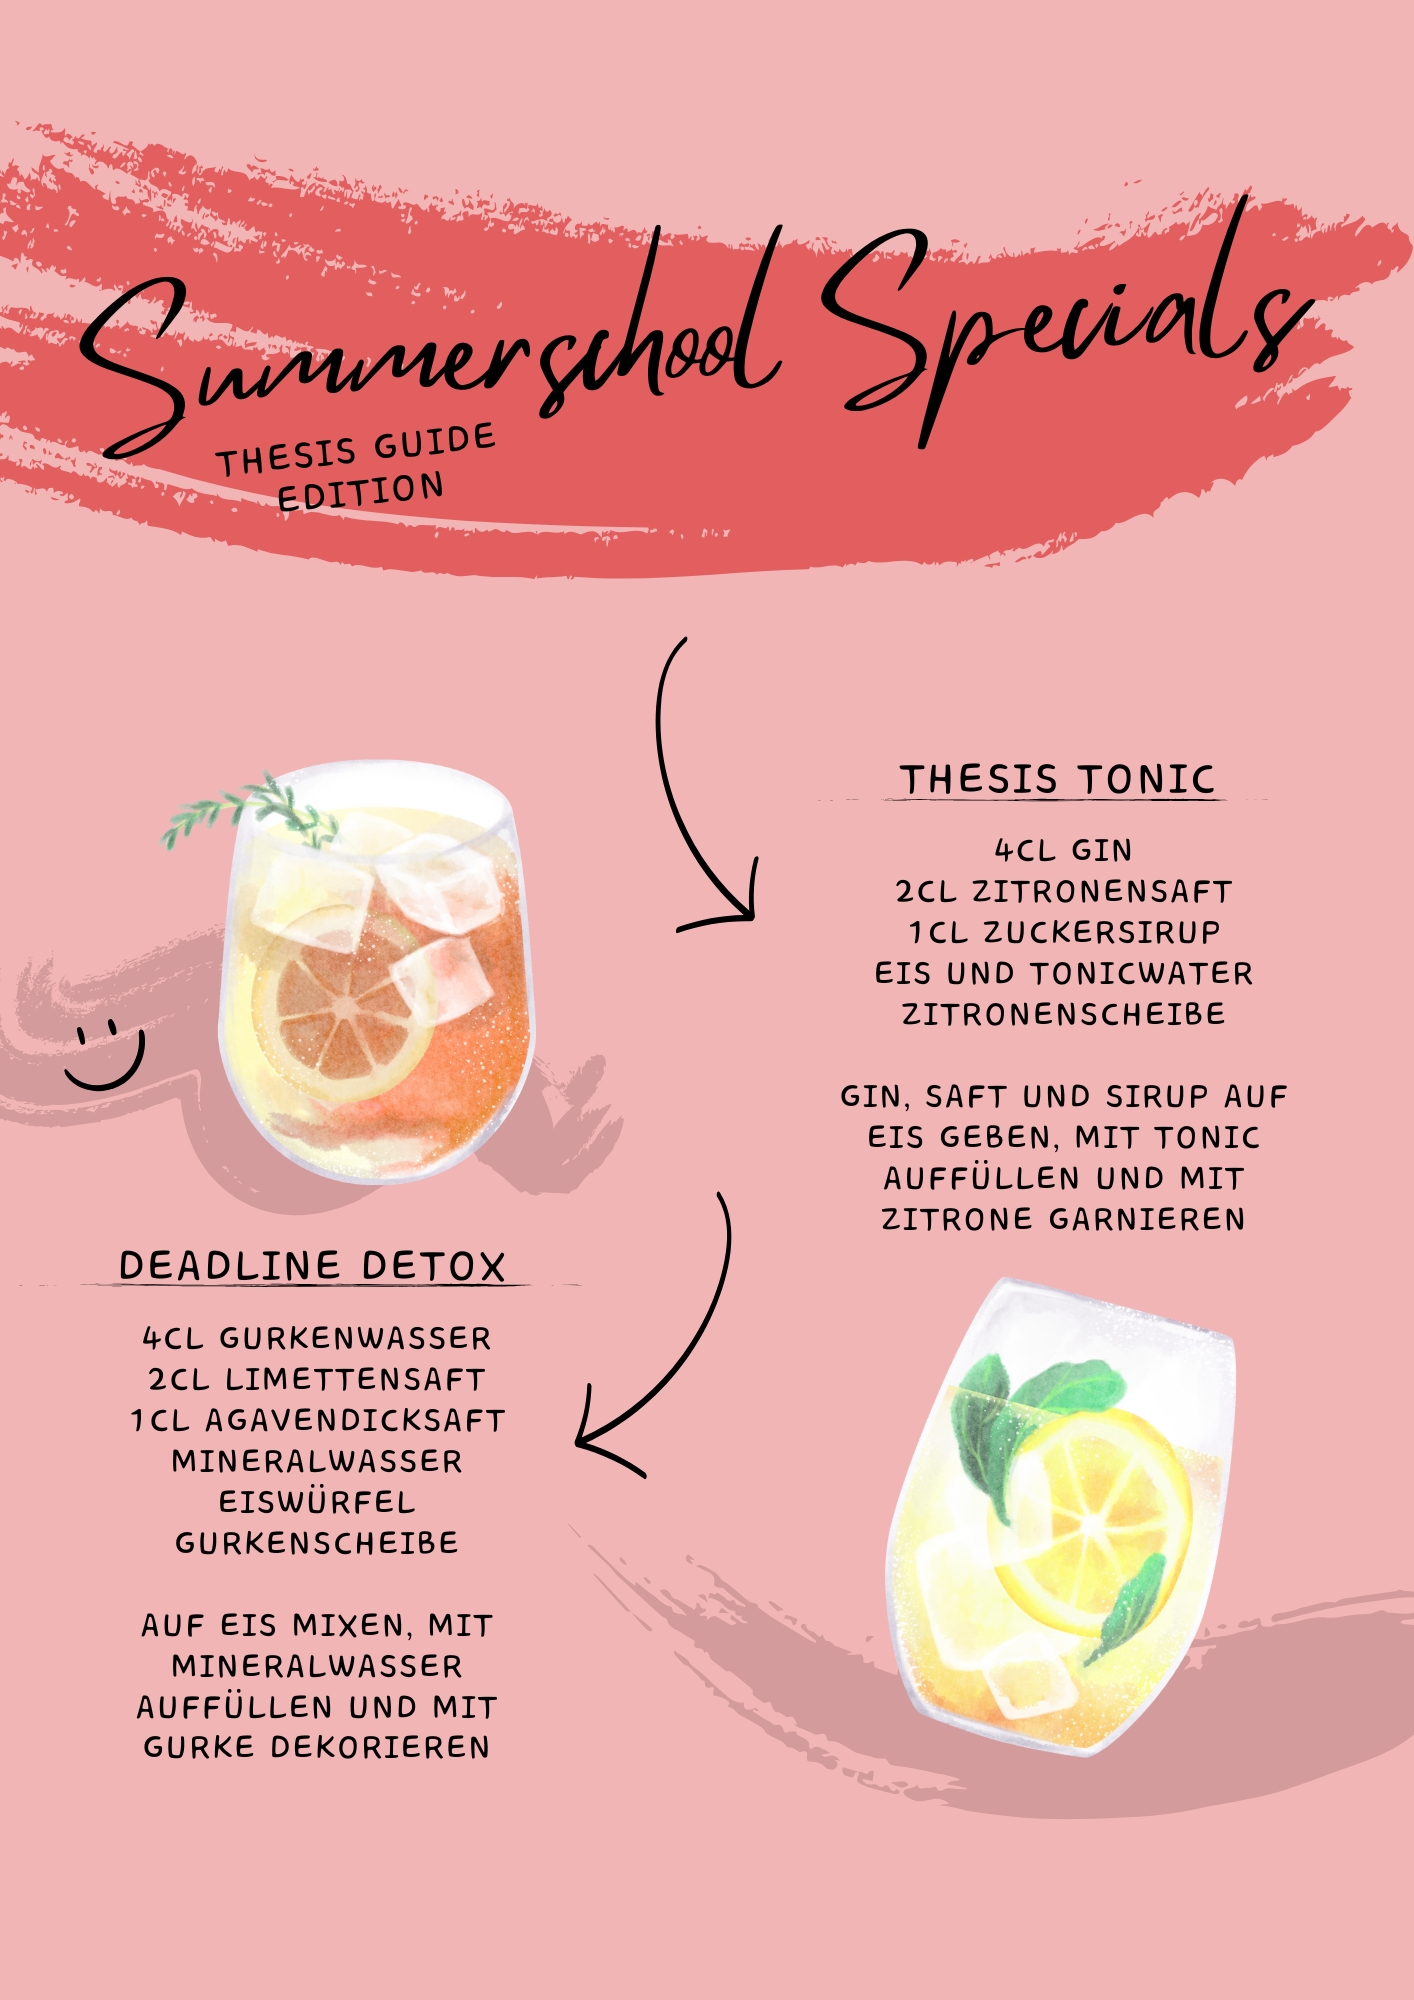 Summerschool Specials
THESIS GUIDE
EDITION
THESIS TONIC
4CL GIN
2CL ZITRONENSAFT
1CL ZUCKERSIRUP
EIS UND TONICWATER
ZITRONENSCHEIBE
GIN, SAFT UND SIRUP AUF
EIS GEBEN, MIT TONIC
AUFFÜLLEN UND MIT
ZITRONE GARNIEREN
DEADLINE DETOX
4CL GURKENWASSER
2CL LIMETTENSAFT
1CL AGAVENDICKSAFT
MINERALWASSER
EISWÜRFEL
GURKENSCHEIBE
AUF EIS MIXEN, MIT
MINERALWASSER
AUFFÜLLEN UND MIT
GURKE DEKORIEREN